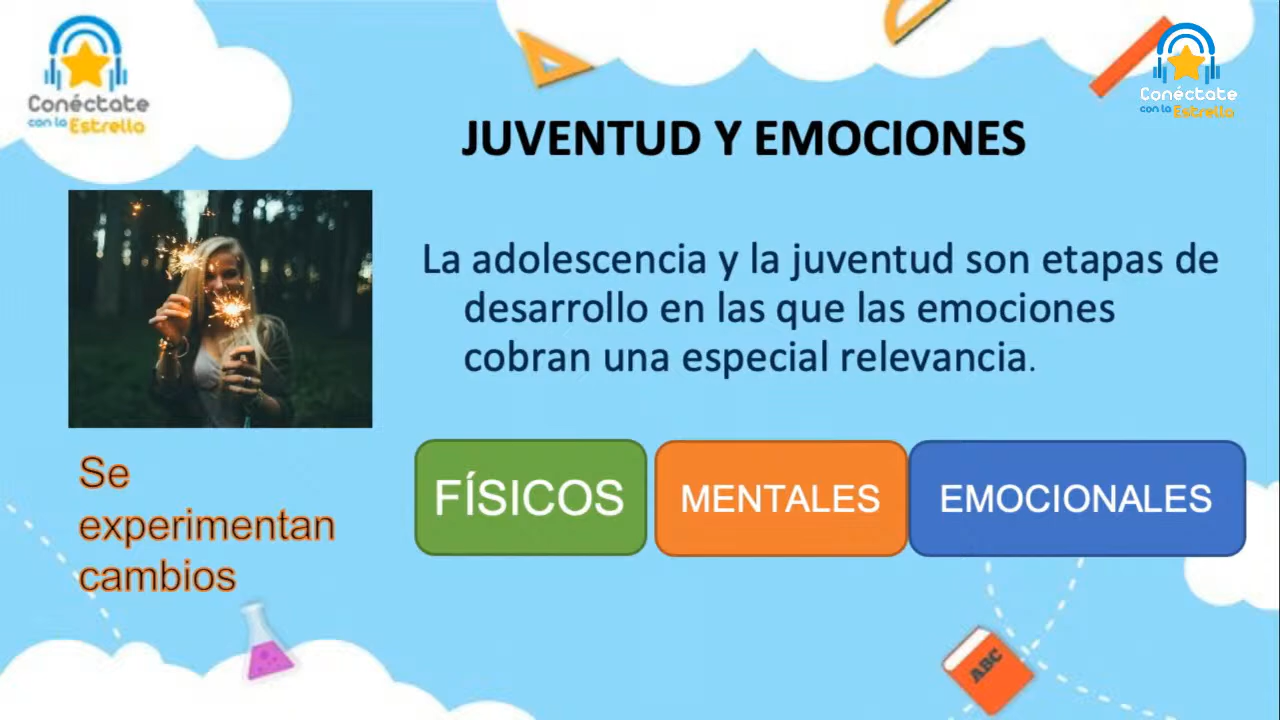 Conéctate
con la Estrella
Conéctate
con la Estrella
JUVENTUD Y EMOCIONES
La adolescencia y la juventud son etapas de
desarrollo en las que las emociones
cobran una especial relevancia.
Se
experimentan
cambios
FÍSICOS
MENTALES
EMOCIONALES
ABC